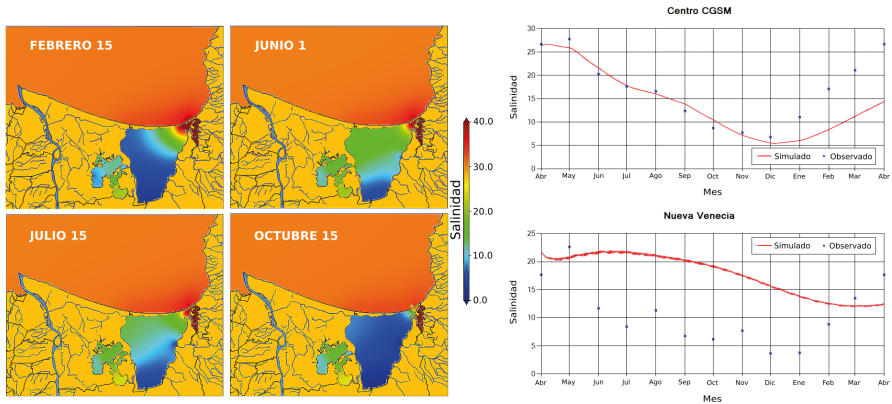 FEBRERO 15
JUNIO 1
JULIO 15
OCTUBRE 15
Salinidad
40.0
30.0
20.0
10.0
0.0
Centro CGSM
Salinidad
30
25
20
15
10
5
0
Simulado Observado
Abr May Jun Jul Ago Sep Oct Nov Dic Ene Feb Mar Abr
Mes
Nueva Venecia
Salinidad
25
20
15
10
5
0
Simulado Observado
Abr May Jun Jul Ago Sep Oct Nov Dic Ene Feb Mar Abr
Mes